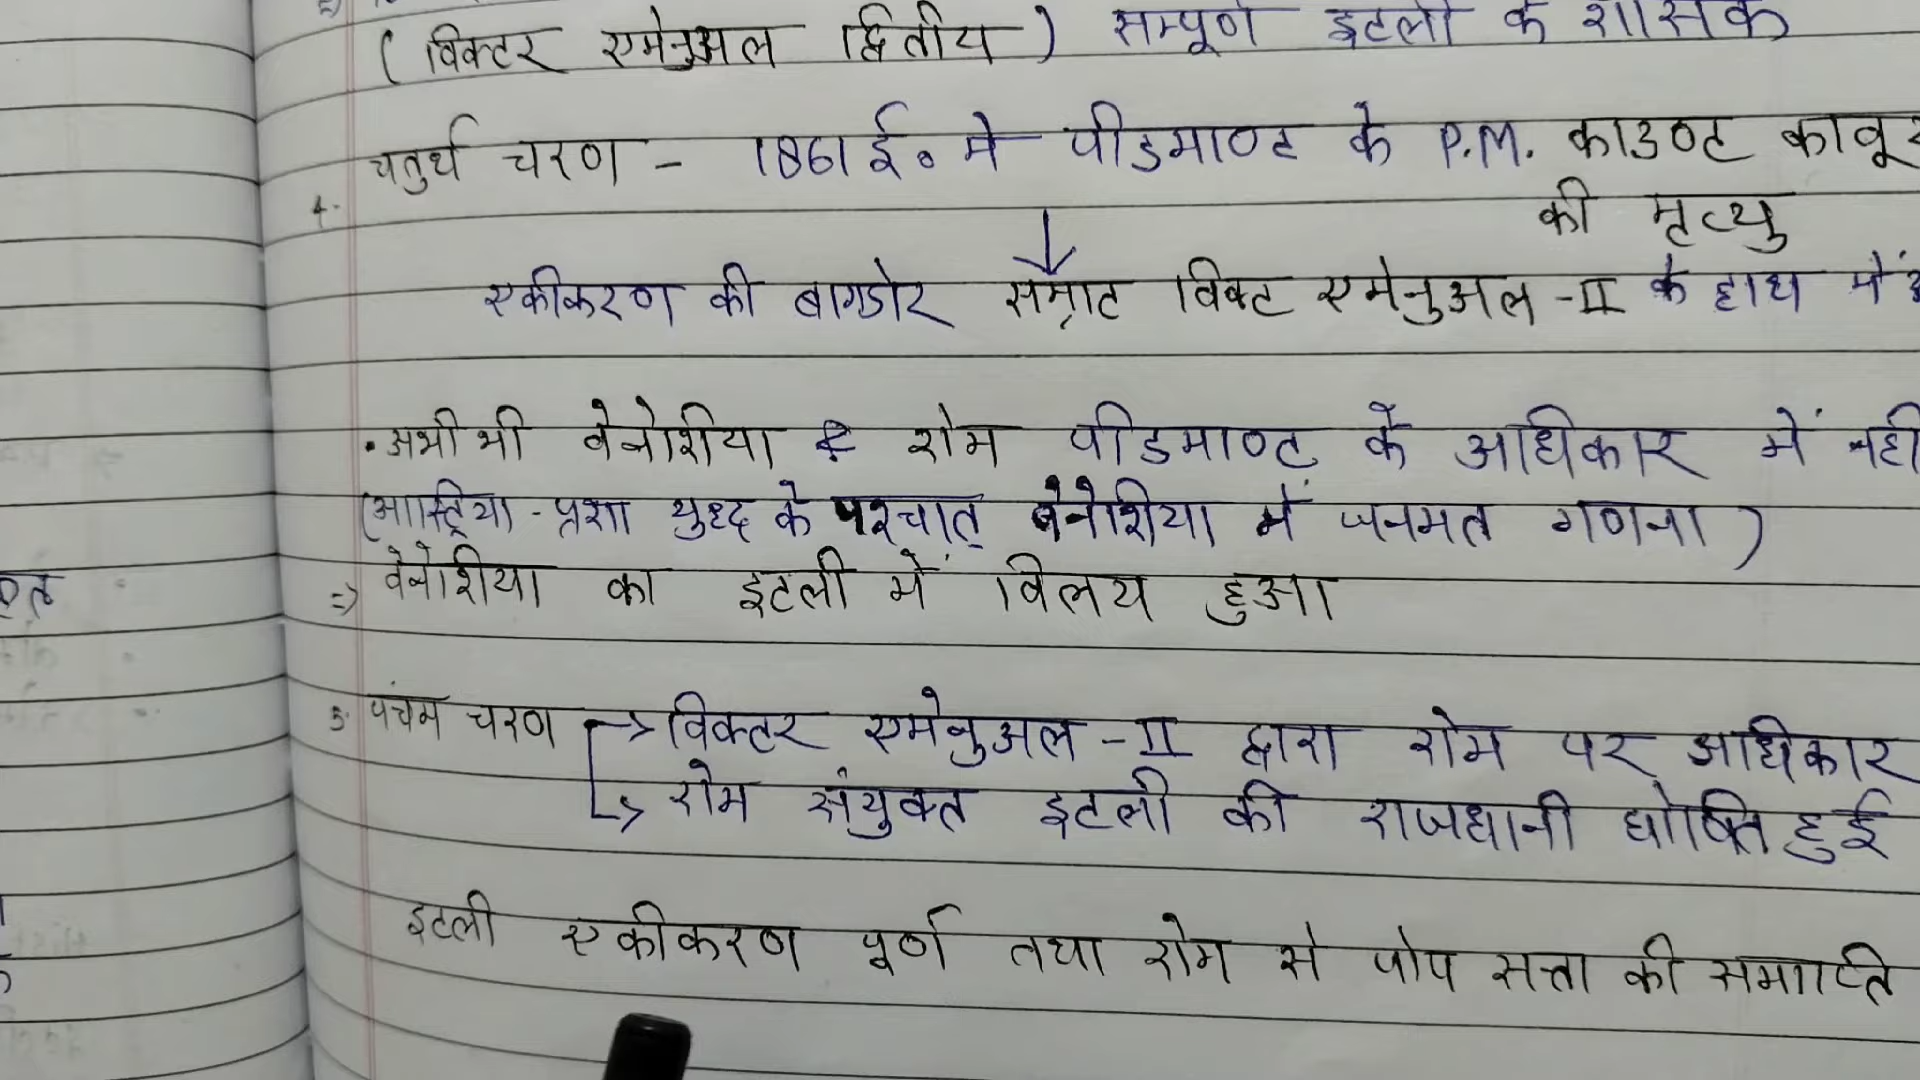 ( विक्टर एमेनुअल द्वितीय ) सम्पूर्ण इटली के शासक
4. चतुर्थ चरण - 1861 ई० मे पीडमाण्ट के P.M. काउण्ट कावूर
की मृत्यु
↓
एकीकरण की बागडोर सम्राट विक्ट एमेनुअल -II के हाथ में
• अभी भी वेनेशिया & रोम पीडमाण्ट के अधिकार में नही
(आस्ट्रिया - प्रशा युध्द के पश्चात् वेनेशिया में जनमत गणना )
=> वेनेशिया का इटली में विलय हुआ
5. पंचम चरण → विक्टर एमेनुअल -II द्वारा रोम पर अधिकार
→ रोम संयुक्त इटली की राजधानी घोषित हुई
इटली एकीकरण पूर्ण तथा रोम से पोप सत्ता की समाप्ति